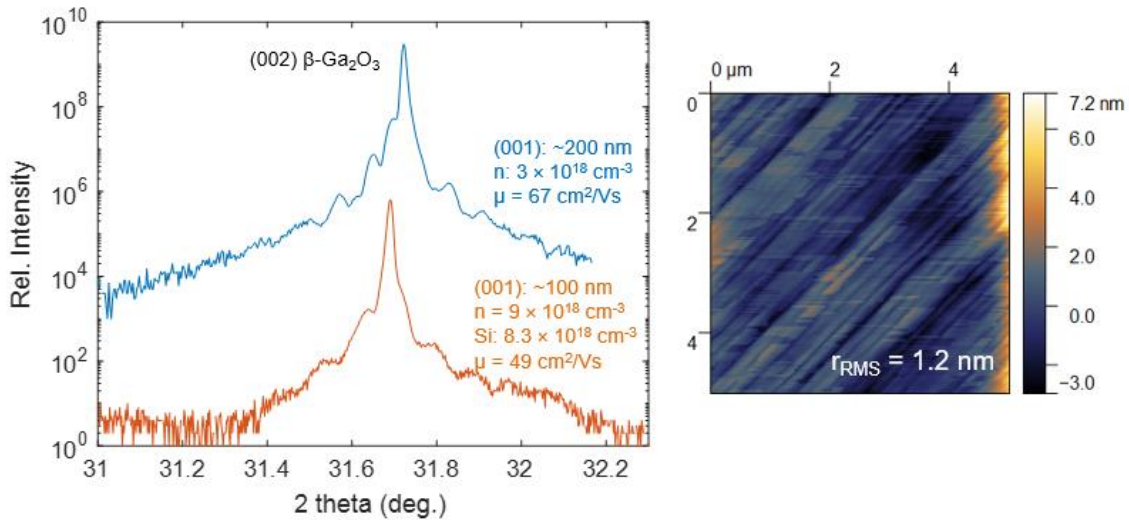 10^10
10^8
10^6
10^4
10^2
10^0
Rel. Intensity
31
31.2
31.4
31.6
31.8
32
32.2
2 theta (deg.)
(002) β-Ga₂O₃
(001): ~200 nm
n: 3 × 10^18 cm^-3
μ = 67 cm²/Vs
(001): ~100 nm
n = 9 × 10^18 cm^-3
Si: 8.3 × 10^18 cm^-3
μ = 49 cm²/Vs
0 μm
2
4
0
2
4
r_RMS = 1.2 nm
7.2 nm
6.0
4.0
2.0
0.0
−3.0